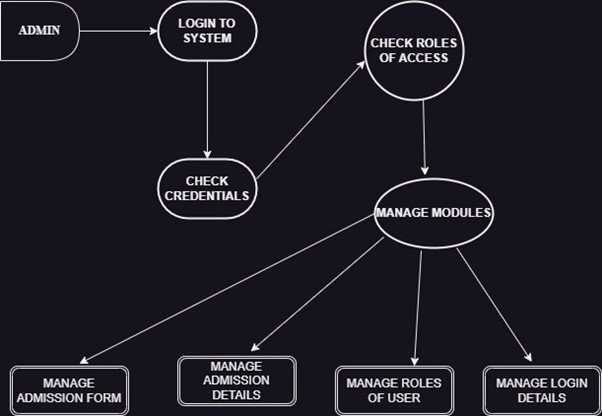 ADMIN
LOGIN TO
SYSTEM
CHECK ROLES
OF ACCESS
CHECK
CREDENTIALS
MANAGE MODULES
MANAGE
ADMISSION FORM
MANAGE
ADMISSION
DETAILS
MANAGE ROLES
OF USER
MANAGE LOGIN
DETAILS